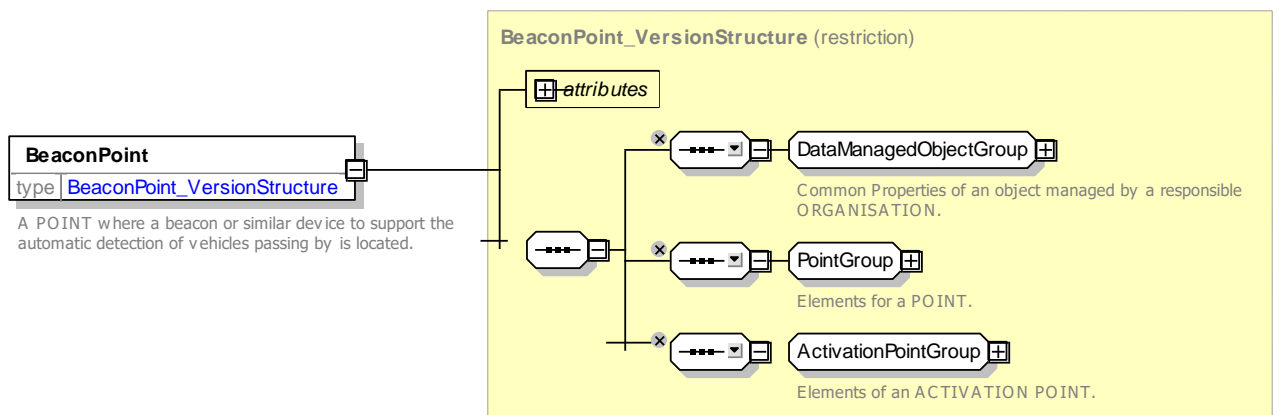 BeaconPoint_VersionStructure (restriction)
attributes
BeaconPoint
type BeaconPoint_VersionStructure
A POINT where a beacon or similar device to support the
automatic detection of vehicles passing by is located.
DataManagedObjectGroup
Common Properties of an object managed by a responsible
ORGANISATION.
PointGroup
Elements for a POINT.
ActivationPointGroup
Elements of an ACTIVATION POINT.